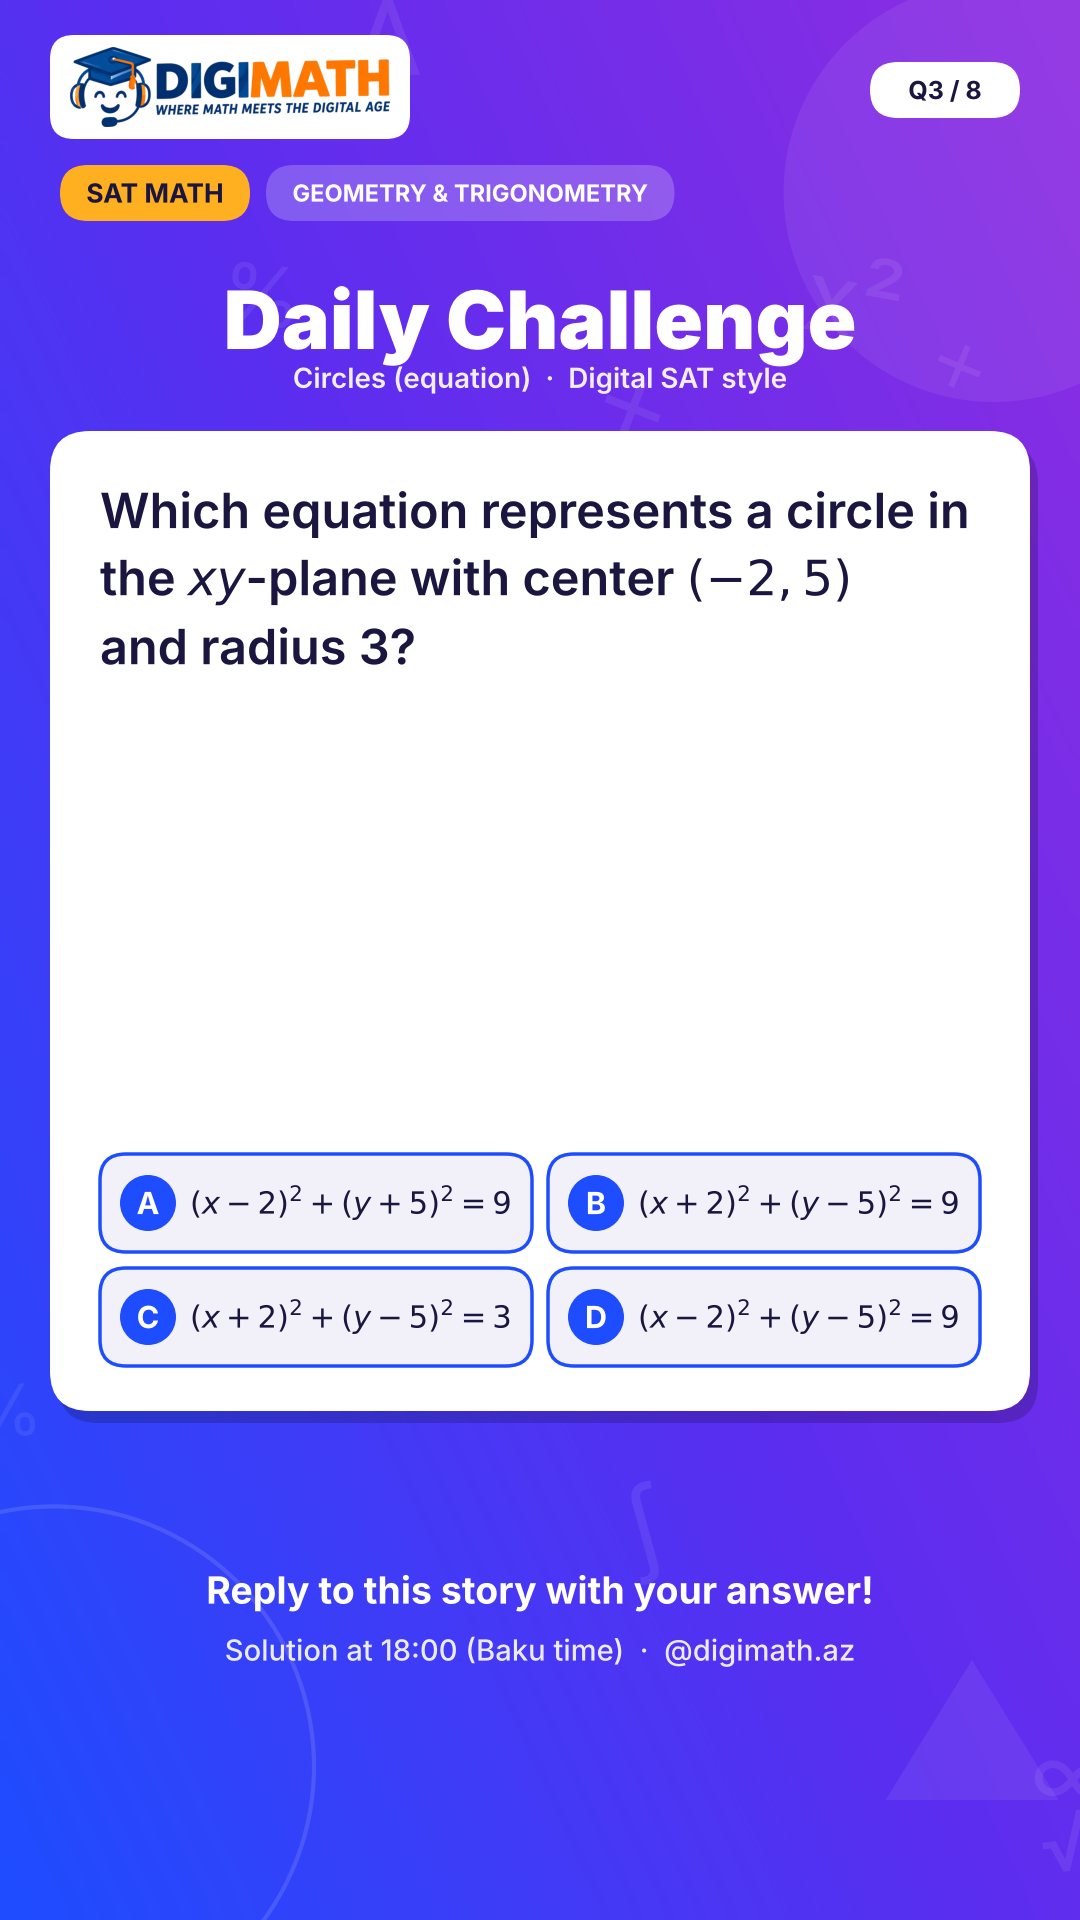 DIGIMATH
WHERE MATH MEETS THE DIGITAL AGE
Q3 / 8
SAT MATH
GEOMETRY & TRIGONOMETRY
%
x²
+
Daily Challenge
Circles (equation) · Digital SAT style
+
Which equation represents a circle in
the xy-plane with center (−2, 5)
and radius 3?
A (x − 2)² + (y + 5)² = 9
B (x + 2)² + (y − 5)² = 9
C (x + 2)² + (y − 5)² = 3
D (x − 2)² + (y − 5)² = 9
%
∫
Reply to this story with your answer!
Solution at 18:00 (Baku time) · @digimath.az
∞
√